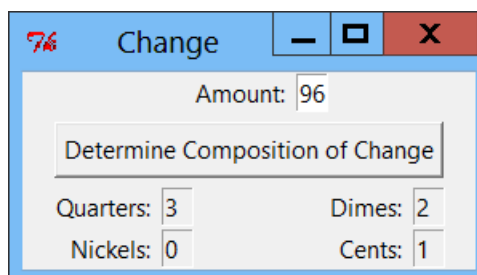 Change
Amount: 96
Determine Composition of Change
Quarters: 3 Dimes: 2
Nickels: 0 Cents: 1